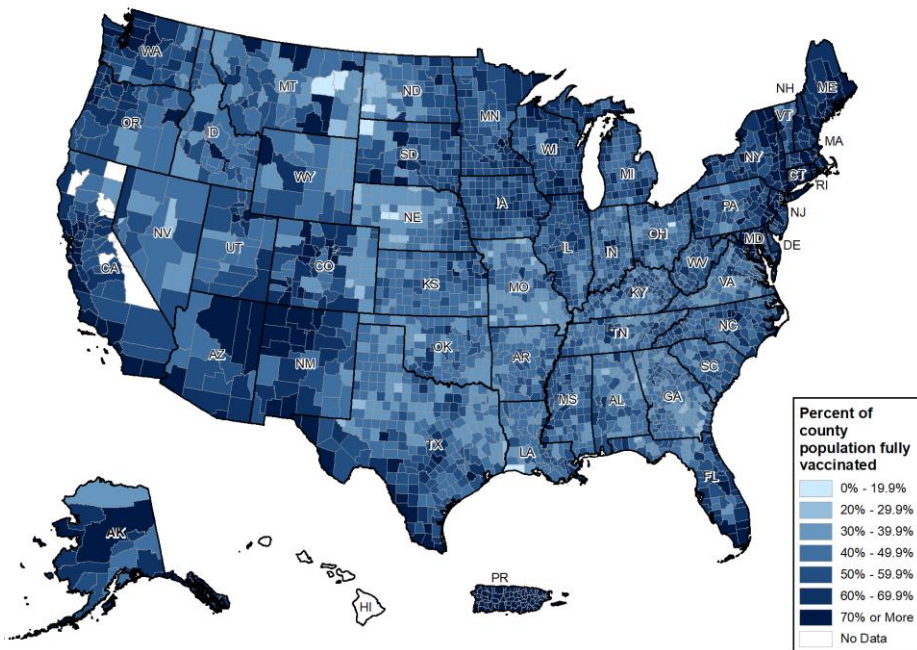 WA
MT
ND
MN
OR
ID
SD
WI
MI
WY
NE
IA
NV
UT
CO
CA
KS
MO
IL
IN
OH
PA
NY
NH
ME
VT
MA
CT
RI
NJ
DE
MD
WV
VA
KY
AZ
NM
OK
AR
TN
NC
SC
MS
AL
GA
TX
LA
FL
AK
HI
PR
Percent of
county
population fully
vaccinated
0% - 19.9%
20% - 29.9%
30% - 39.9%
40% - 49.9%
50% - 59.9%
60% - 69.9%
70% or More
No Data